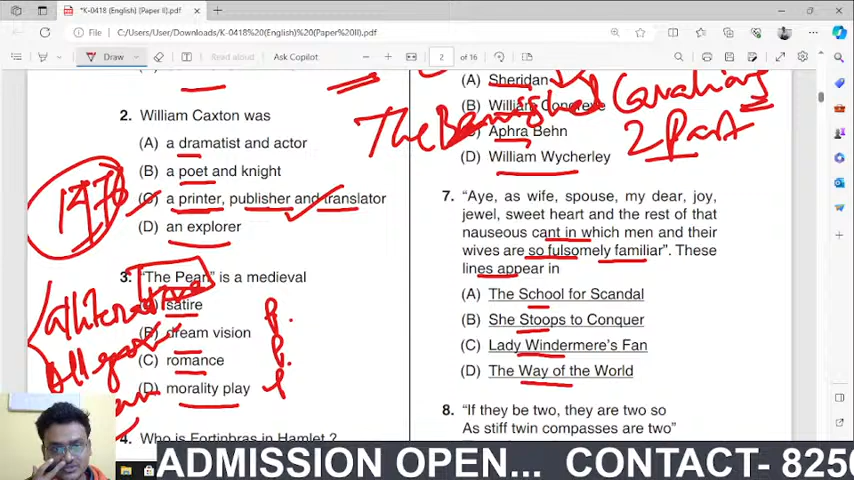 *K-0418 (English) (Paper II).pdf
File
C:/Users/Excel/Downloads/K-0418%20(English)%20(Paper%20II).pdf
Draw
Read aloud
Ask Copilot
2 of 16
2. William Caxton was
(A) a dramatist and actor
(B) a poet and knight
(C) a printer, publisher and translator
(D) an explorer
1476
3. "The Pearl" is a medieval
(A) satire
(B) dream vision
(C) romance
(D) morality play
4. Who is Fortinbras in Hamlet ?
(A) Sheridan
(B) William Congreve
(C) Aphra Behn
(D) William Wycherley
The Banished Cavaliers
2 Part
7. "Aye, as wife, spouse, my dear, joy,
jewel, sweet heart and the rest of that
nauseous cant in which men and their
wives are so fulsomely familiar". These
lines appear in
(A) The School for Scandal
(B) She Stoops to Conquer
(C) Lady Windermere's Fan
(D) The Way of the World
8. "If they be two, they are two so
As stiff twin compasses are two"
ADMISSION OPEN... CONTACT- 8250